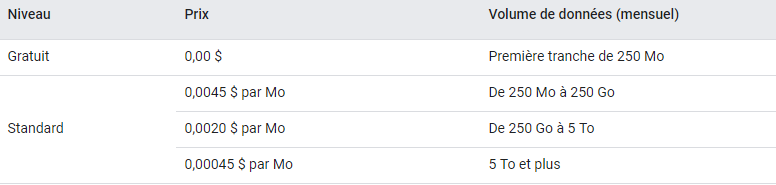 Niveau Prix Volume de données (mensuel)
Gratuit 0,00 $ Première tranche de 250 Mo
0,0045 $ par Mo De 250 Mo à 250 Go
Standard 0,0020 $ par Mo De 250 Go à 5 To
0,00045 $ par Mo 5 To et plus